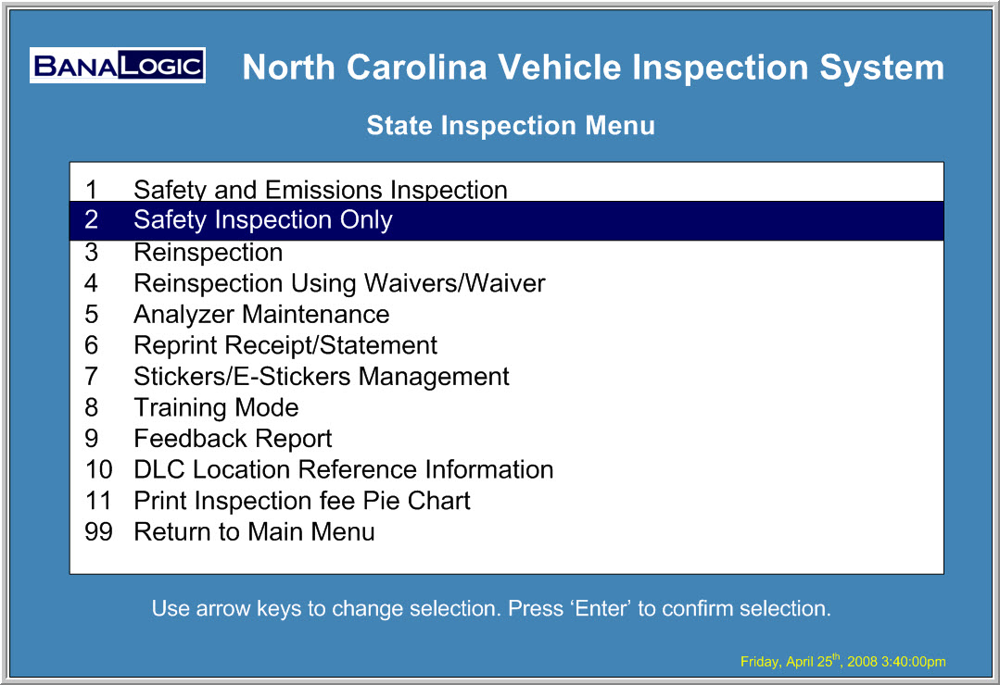 BANALOGIC
North Carolina Vehicle Inspection System
State Inspection Menu
1 Safety and Emissions Inspection
2 Safety Inspection Only
3 Reinspection
4 Reinspection Using Waivers/Waiver
5 Analyzer Maintenance
6 Reprint Receipt/Statement
7 Stickers/E-Stickers Management
8 Training Mode
9 Feedback Report
10 DLC Location Reference Information
11 Print Inspection fee Pie Chart
99 Return to Main Menu
Use arrow keys to change selection. Press ‘Enter’ to confirm selection.
Friday, April 25th, 2008 3:40:00pm